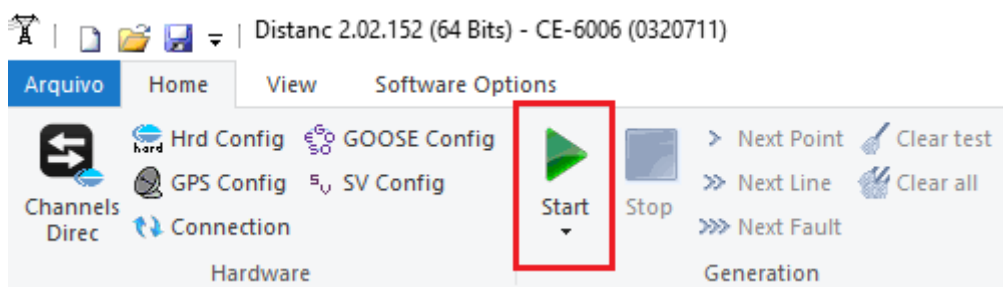 Distanc 2.02.152 (64 Bits) - CE-6006 (0320711)
Arquivo Home View Software Options
Channels Direc
hard Hrd Config
GPS Config
Connection
GOOSE Config
SV Config
Hardware
Start
Stop
Next Point
Next Line
Next Fault
Clear test
Clear all
Generation